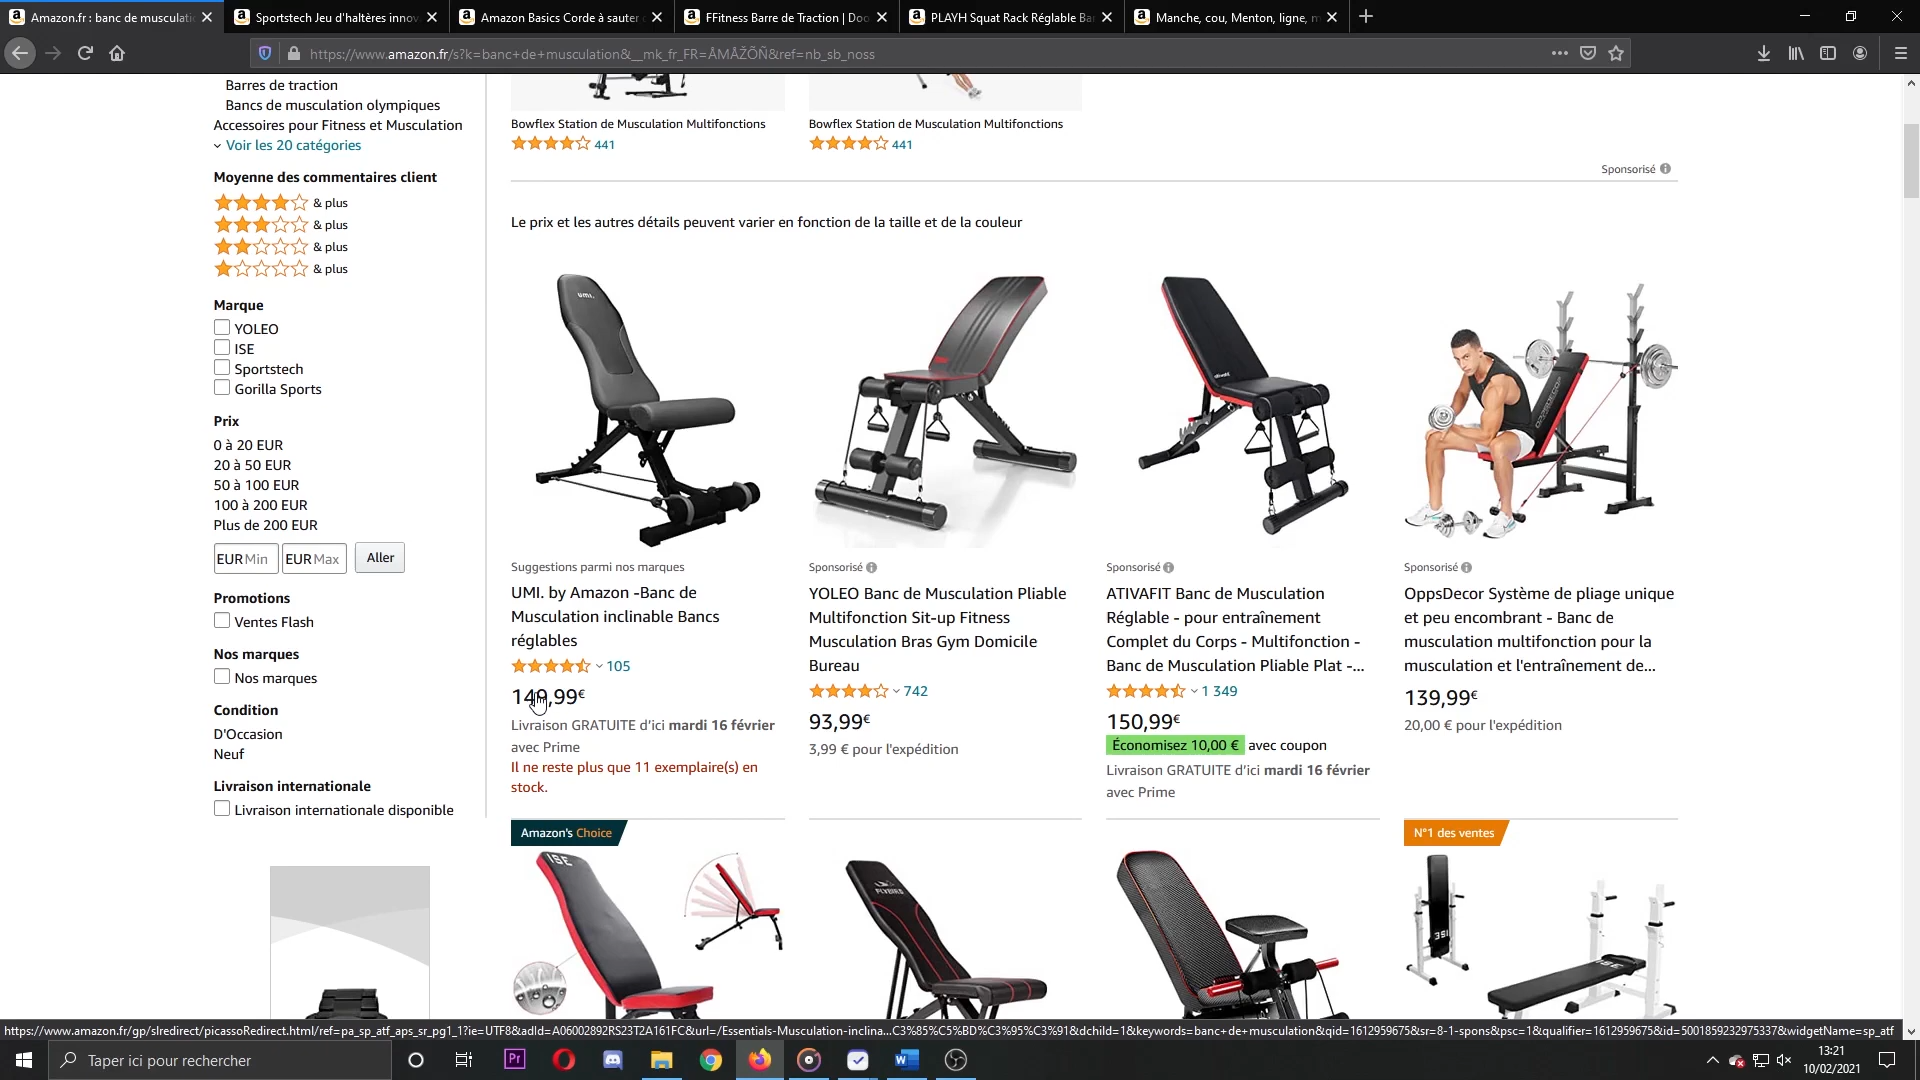 Amazon.fr : banc de musculati
Sportstech Jeu d'haltères innov
Amazon Basics Corde à sauter
FFitness Barre de Traction | Doo
PLAYH Squat Rack Réglable Ba
Manche, cou, Menton, ligne, m
https://www.amazon.fr/s?k=banc+de+musculation&__mk_fr_FR=ÅMÅŽÕÑ&ref=nb_sb_noss
Barres de traction
Bancs de musculation olympiques
Accessoires pour Fitness et Musculation
Voir les 20 catégories
Moyenne des commentaires client
& plus
& plus
& plus
& plus
Marque
YOLEO
ISE
Sportstech
Gorilla Sports
Prix
0 à 20 EUR
20 à 50 EUR
50 à 100 EUR
100 à 200 EUR
Plus de 200 EUR
EUR Min EUR Max Aller
Promotions
Ventes Flash
Nos marques
Nos marques
Condition
D'Occasion
Neuf
Livraison internationale
Livraison internationale disponible
Bowflex Station de Musculation Multifonctions
441
Bowflex Station de Musculation Multifonctions
441
Sponsorisé
Le prix et les autres détails peuvent varier en fonction de la taille et de la couleur
umi.
Suggestions parmi nos marques
UMI. by Amazon -Banc de
Musculation inclinable Bancs
réglables
105
149,99€
Livraison GRATUITE d'ici mardi 16 février
avec Prime
Il ne reste plus que 11 exemplaire(s) en
stock.
Sponsorisé
YOLEO Banc de Musculation Pliable
Multifonction Sit-up Fitness
Musculation Bras Gym Domicile
Bureau
742
93,99€
3,99 € pour l'expédition
Sponsorisé
ATIVAFIT Banc de Musculation
Réglable - pour entraînement
Complet du Corps - Multifonction -
Banc de Musculation Pliable Plat -...
1 349
150,99€
Économisez 10,00 € avec coupon
Livraison GRATUITE d'ici mardi 16 février
avec Prime
Sponsorisé
OppsDecor Système de pliage unique
et peu encombrant - Banc de
musculation multifonction pour la
musculation et l'entraînement de...
139,99€
20,00 € pour l'expédition
Amazon's Choice
ISE
FLYBIRD
N°1 des ventes
ISE
ISE
https://www.amazon.fr/gp/slredirect/picassoRedirect.html/ref=pa_sp_atf_aps_sr_pg1_1?ie=UTF8&adId=A06002892RS23T2A161FC&url=/Essentials-Musculation-inclina...C3%85%C5%BD%C3%95%C3%91&dchild=1&keywords=banc+de+musculation&qid=1612959675&sr=8-1-spons&psc=1&qualifier=1612959675&id=5001859232975337&widgetName=sp_atf
Taper ici pour rechercher
Pr
13:21
10/02/2021